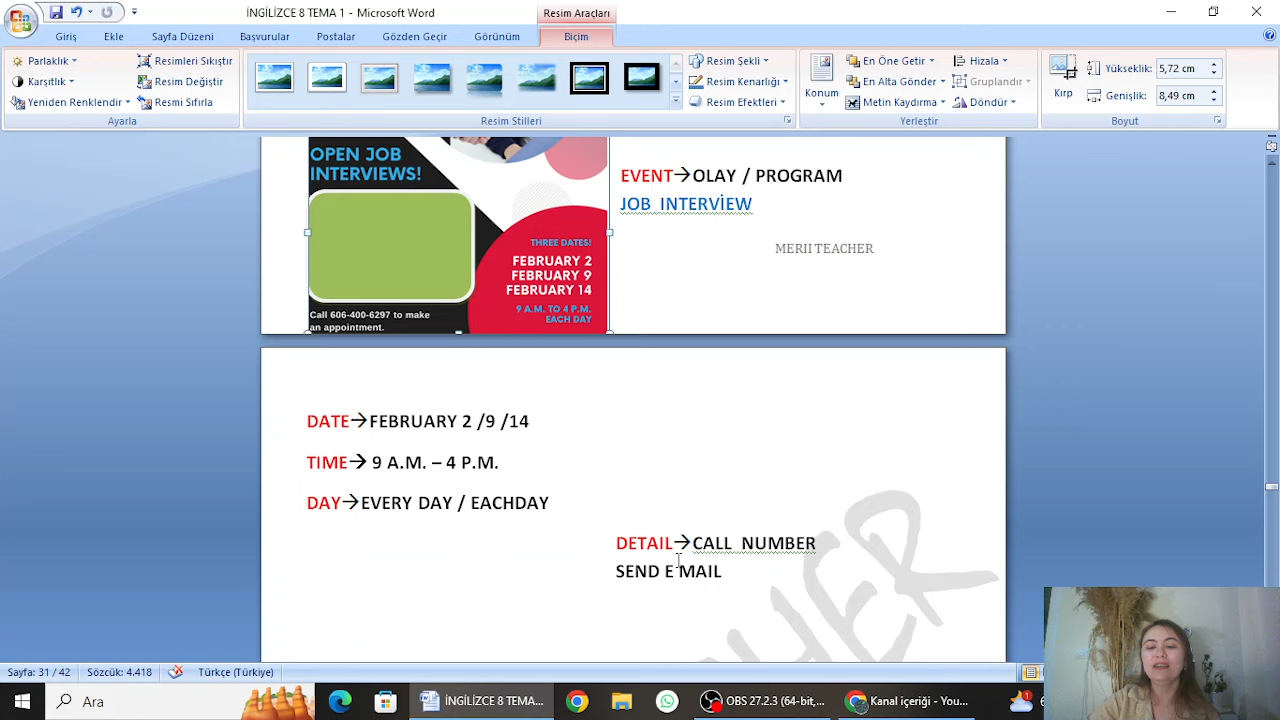 İNGİLİZCE 8 TEMA 1 - Microsoft Word
Resim Araçları
Giriş
Ekle
Sayfa Düzeni
Başvurular
Postalar
Gözden Geçir
Görünüm
Biçim
Parlaklık
Karşıtlık
Yeniden Renklendir
Resimleri Sıkıştır
Resim Değiştir
Resmi Sıfırla
Ayarla
Resim Stilleri
Resim Şekli
Resim Kenarlığı
Resim Efektleri
Konum
En Öne Getir
En Alta Gönder
Metin Kaydırma
Hizala
Gruplandır
Döndür
Yerleştir
Kırp
Yükseklik: 5,72 cm
Genişlik: 8,49 cm
Boyut
OPEN JOB
INTERVIEWS!
THREE DATES!
FEBRUARY 2
FEBRUARY 9
FEBRUARY 14
9 A.M. TO 4 P.M.
EACH DAY
Call 606-400-6297 to make
an appointment.
EVENT→OLAY / PROGRAM
JOB INTERVİEW
MERII TEACHER
DATE→FEBRUARY 2 /9 /14
TIME→ 9 A.M. – 4 P.M.
DAY→EVERY DAY / EACHDAY
DETAIL→CALL NUMBER
SEND E MAIL
HER
Sayfa: 31 / 42
Sözcük: 4.418
Türkçe (Türkiye)
Ara
İNGİLİZCE 8 TEMA...
OBS 27.2.3 (64-bit,...
Kanal içeriği - You...
1